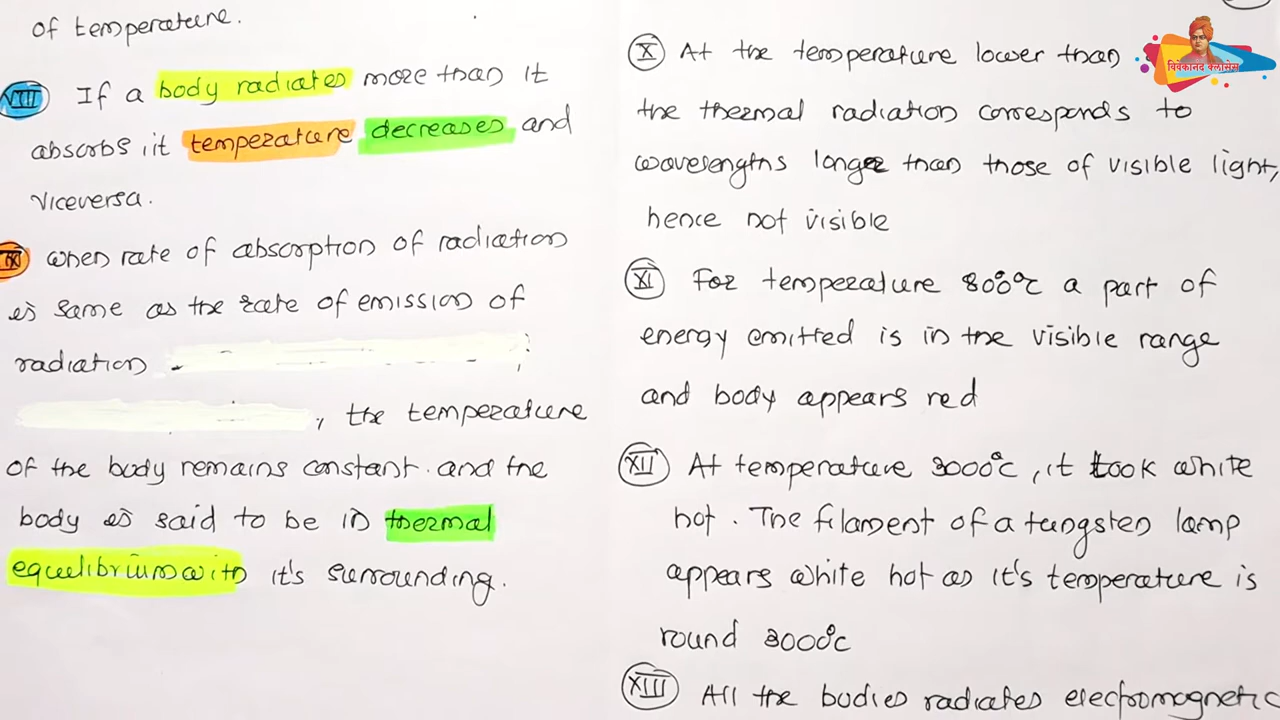 of temperature.
VIII If a body radiates more than it
absorbs it temperature decreases and
viceversa.
IX when rate of absorption of radiation
is same as the rate of emission of
radiation
, the temperature
of the body remains constant. and the
body is said to be in thermal
equilibrium with it's surrounding.
X At the temperature lower than
the thermal radiation corresponds to
wavelengths longer than those of visible light,
hence not visible
XI For temperature 800°c a part of
energy emitted is in the visible range
and body appears red
XII At temperature 3000°c, it took white
hot. The filament of a tungsten lamp
appears white hot as it's temperature is
round 3000°c
XIII All the bodies radiates electromagnetic
विवेकानंद क्लासेस